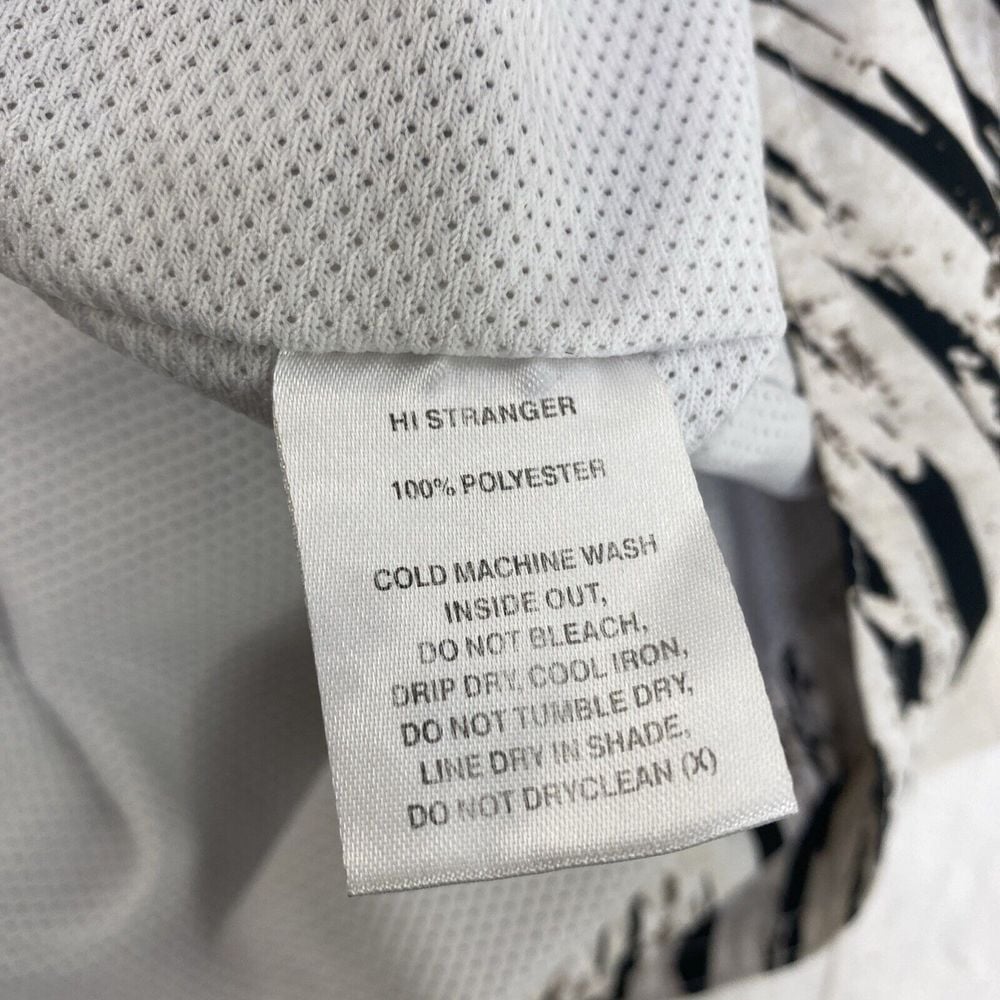 HI STRANGER
100% POLYESTER
COLD MACHINE WASH
INSIDE OUT,
DO NOT BLEACH,
DRIP DRY, COOL IRON,
DO NOT TUMBLE DRY,
LINE DRY IN SHADE,
DO NOT DRYCLEAN (X)